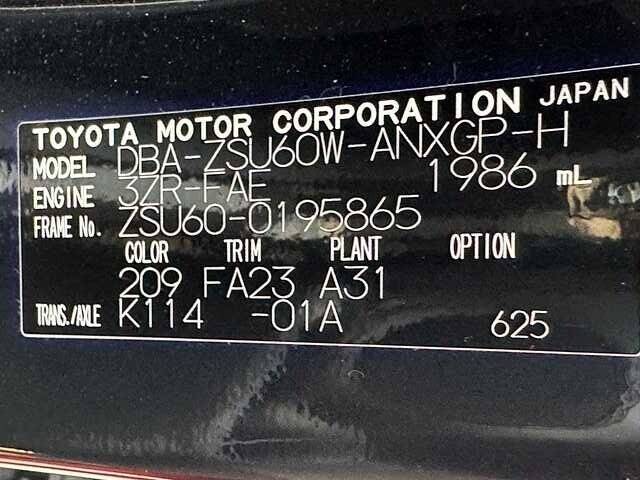 TOYOTA MOTOR CORPORATION JAPAN
MODEL DBA-ZSU60W-ANXGP-H
ENGINE 3ZR-FAE 1986 mL
FRAME No. ZSU60-0195865
COLOR TRIM PLANT OPTION
209 FA23 A31
TRANS./AXLE K114 -01A 625